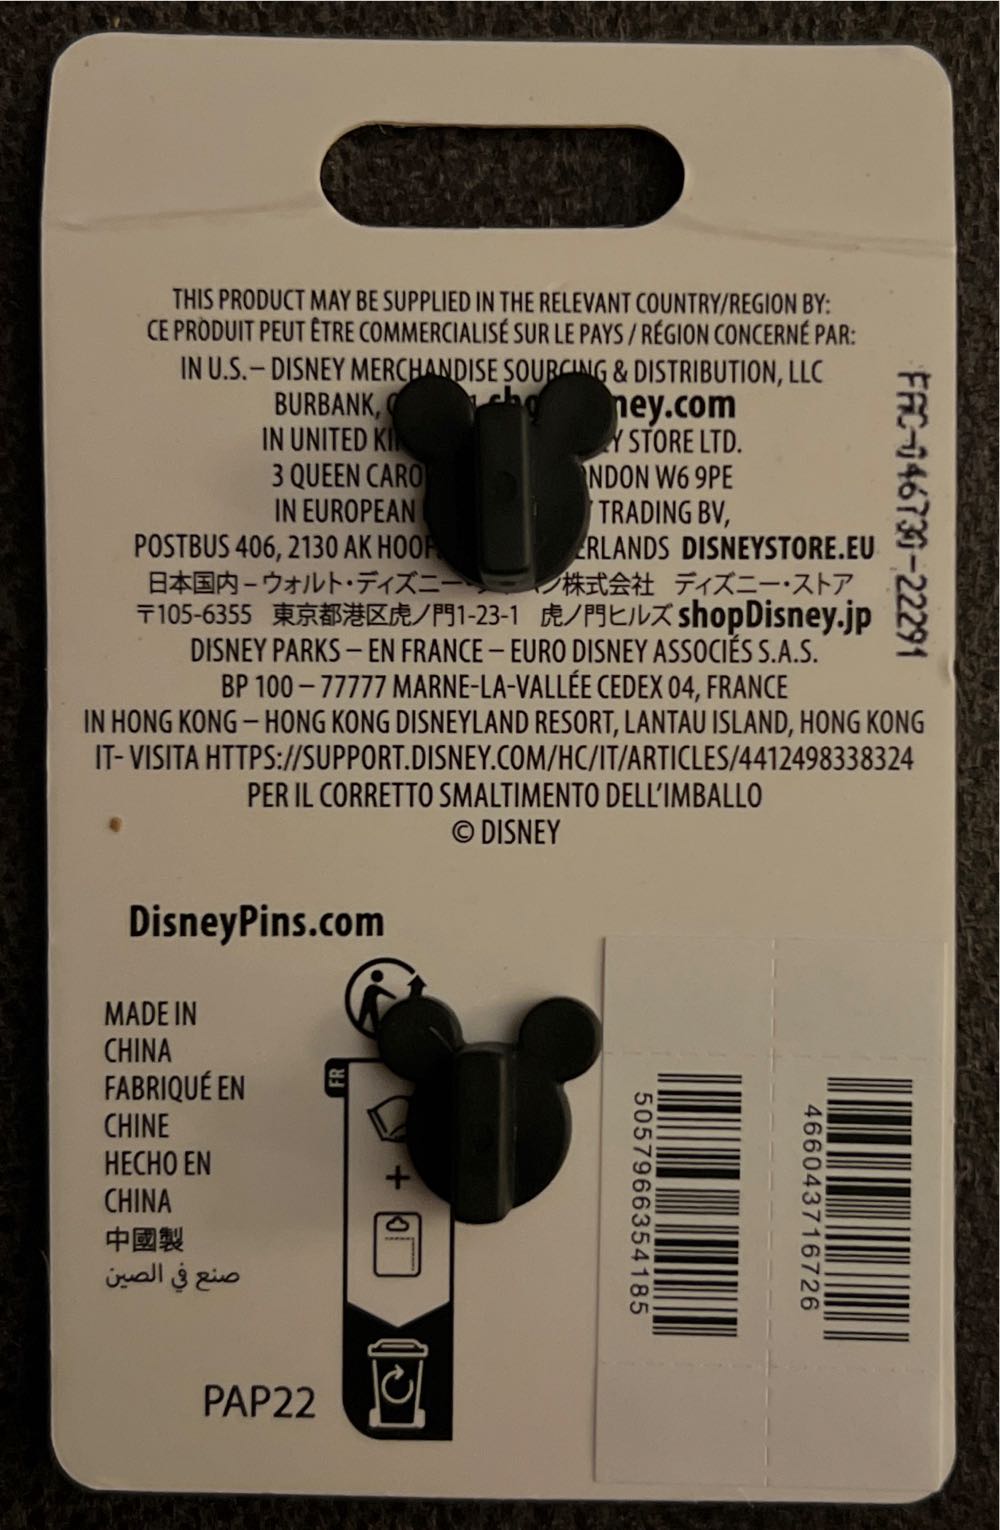 THIS PRODUCT MAY BE SUPPLIED IN THE RELEVANT COUNTRY/REGION BY:
CE PRODUIT PEUT ÊTRE COMMERCIALISÉ SUR LE PAYS / RÉGION CONCERNÉ PAR:
IN U.S.– DISNEY MERCHANDISE SOURCING & DISTRIBUTION, LLC
BURBANK,
IN UNITED STORE LTD.
3 QUEEN W6 9PE
IN EUROPEAN TRADING BV,
POSTBUS 406, 2130 AK DISNEYSTORE.EU
日本国内 – ウォルト・ディズニー・ 株式会社 ディズニー・ストア
〒105-6355 東京都港区虎ノ門1-23-1 虎ノ門ヒルズ shopDisney.jp
DISNEY PARKS – EN FRANCE – EURO DISNEY ASSOCIÉS S.A.S.
BP 100 – 77777 MARNE-LA-VALLÉE CEDEX 04, FRANCE
IN HONG KONG – HONG KONG DISNEYLAND RESORT, LANTAU ISLAND, HONG KONG
IT- VISITA HTTPS://SUPPORT.DISNEY.COM/HC/IT/ARTICLES/4412498338324
PER IL CORRETTO SMALTIMENTO DELL'IMBALLO
© DISNEY
FAC-046730-22291
DisneyPins.com
MADE IN
CHINA
FABRIQUÉ EN
CHINE
HECHO EN
CHINA
中國製
صنع في الصين
FR
+
PAP22
5057966354185
466043716726